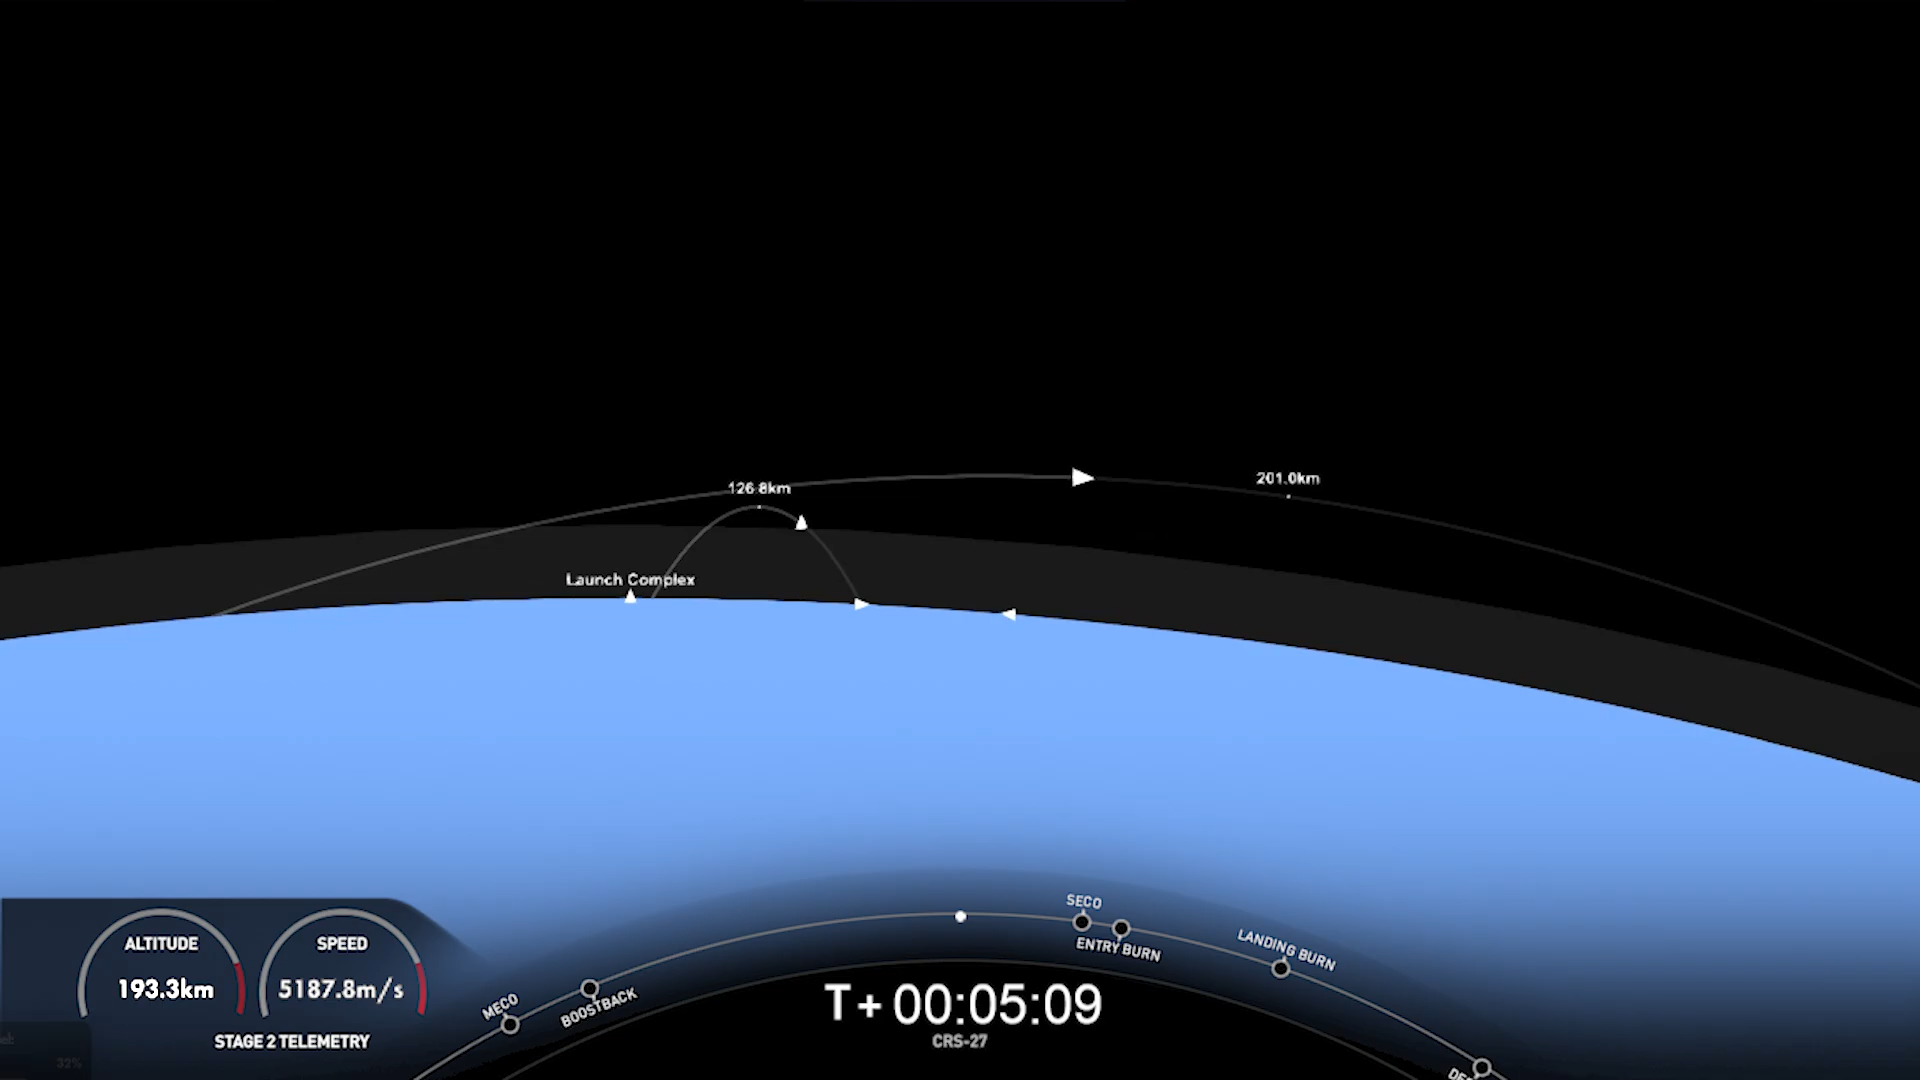 126.8km
201.0km
Launch Complex
SECO
ENTRY BURN
LANDING BURN
ALTITUDE
193.3km
SPEED
5187.8m/s
STAGE 2 TELEMETRY
MECO
BOOSTBACK
T+ 00:05:09
CRS-27
32%